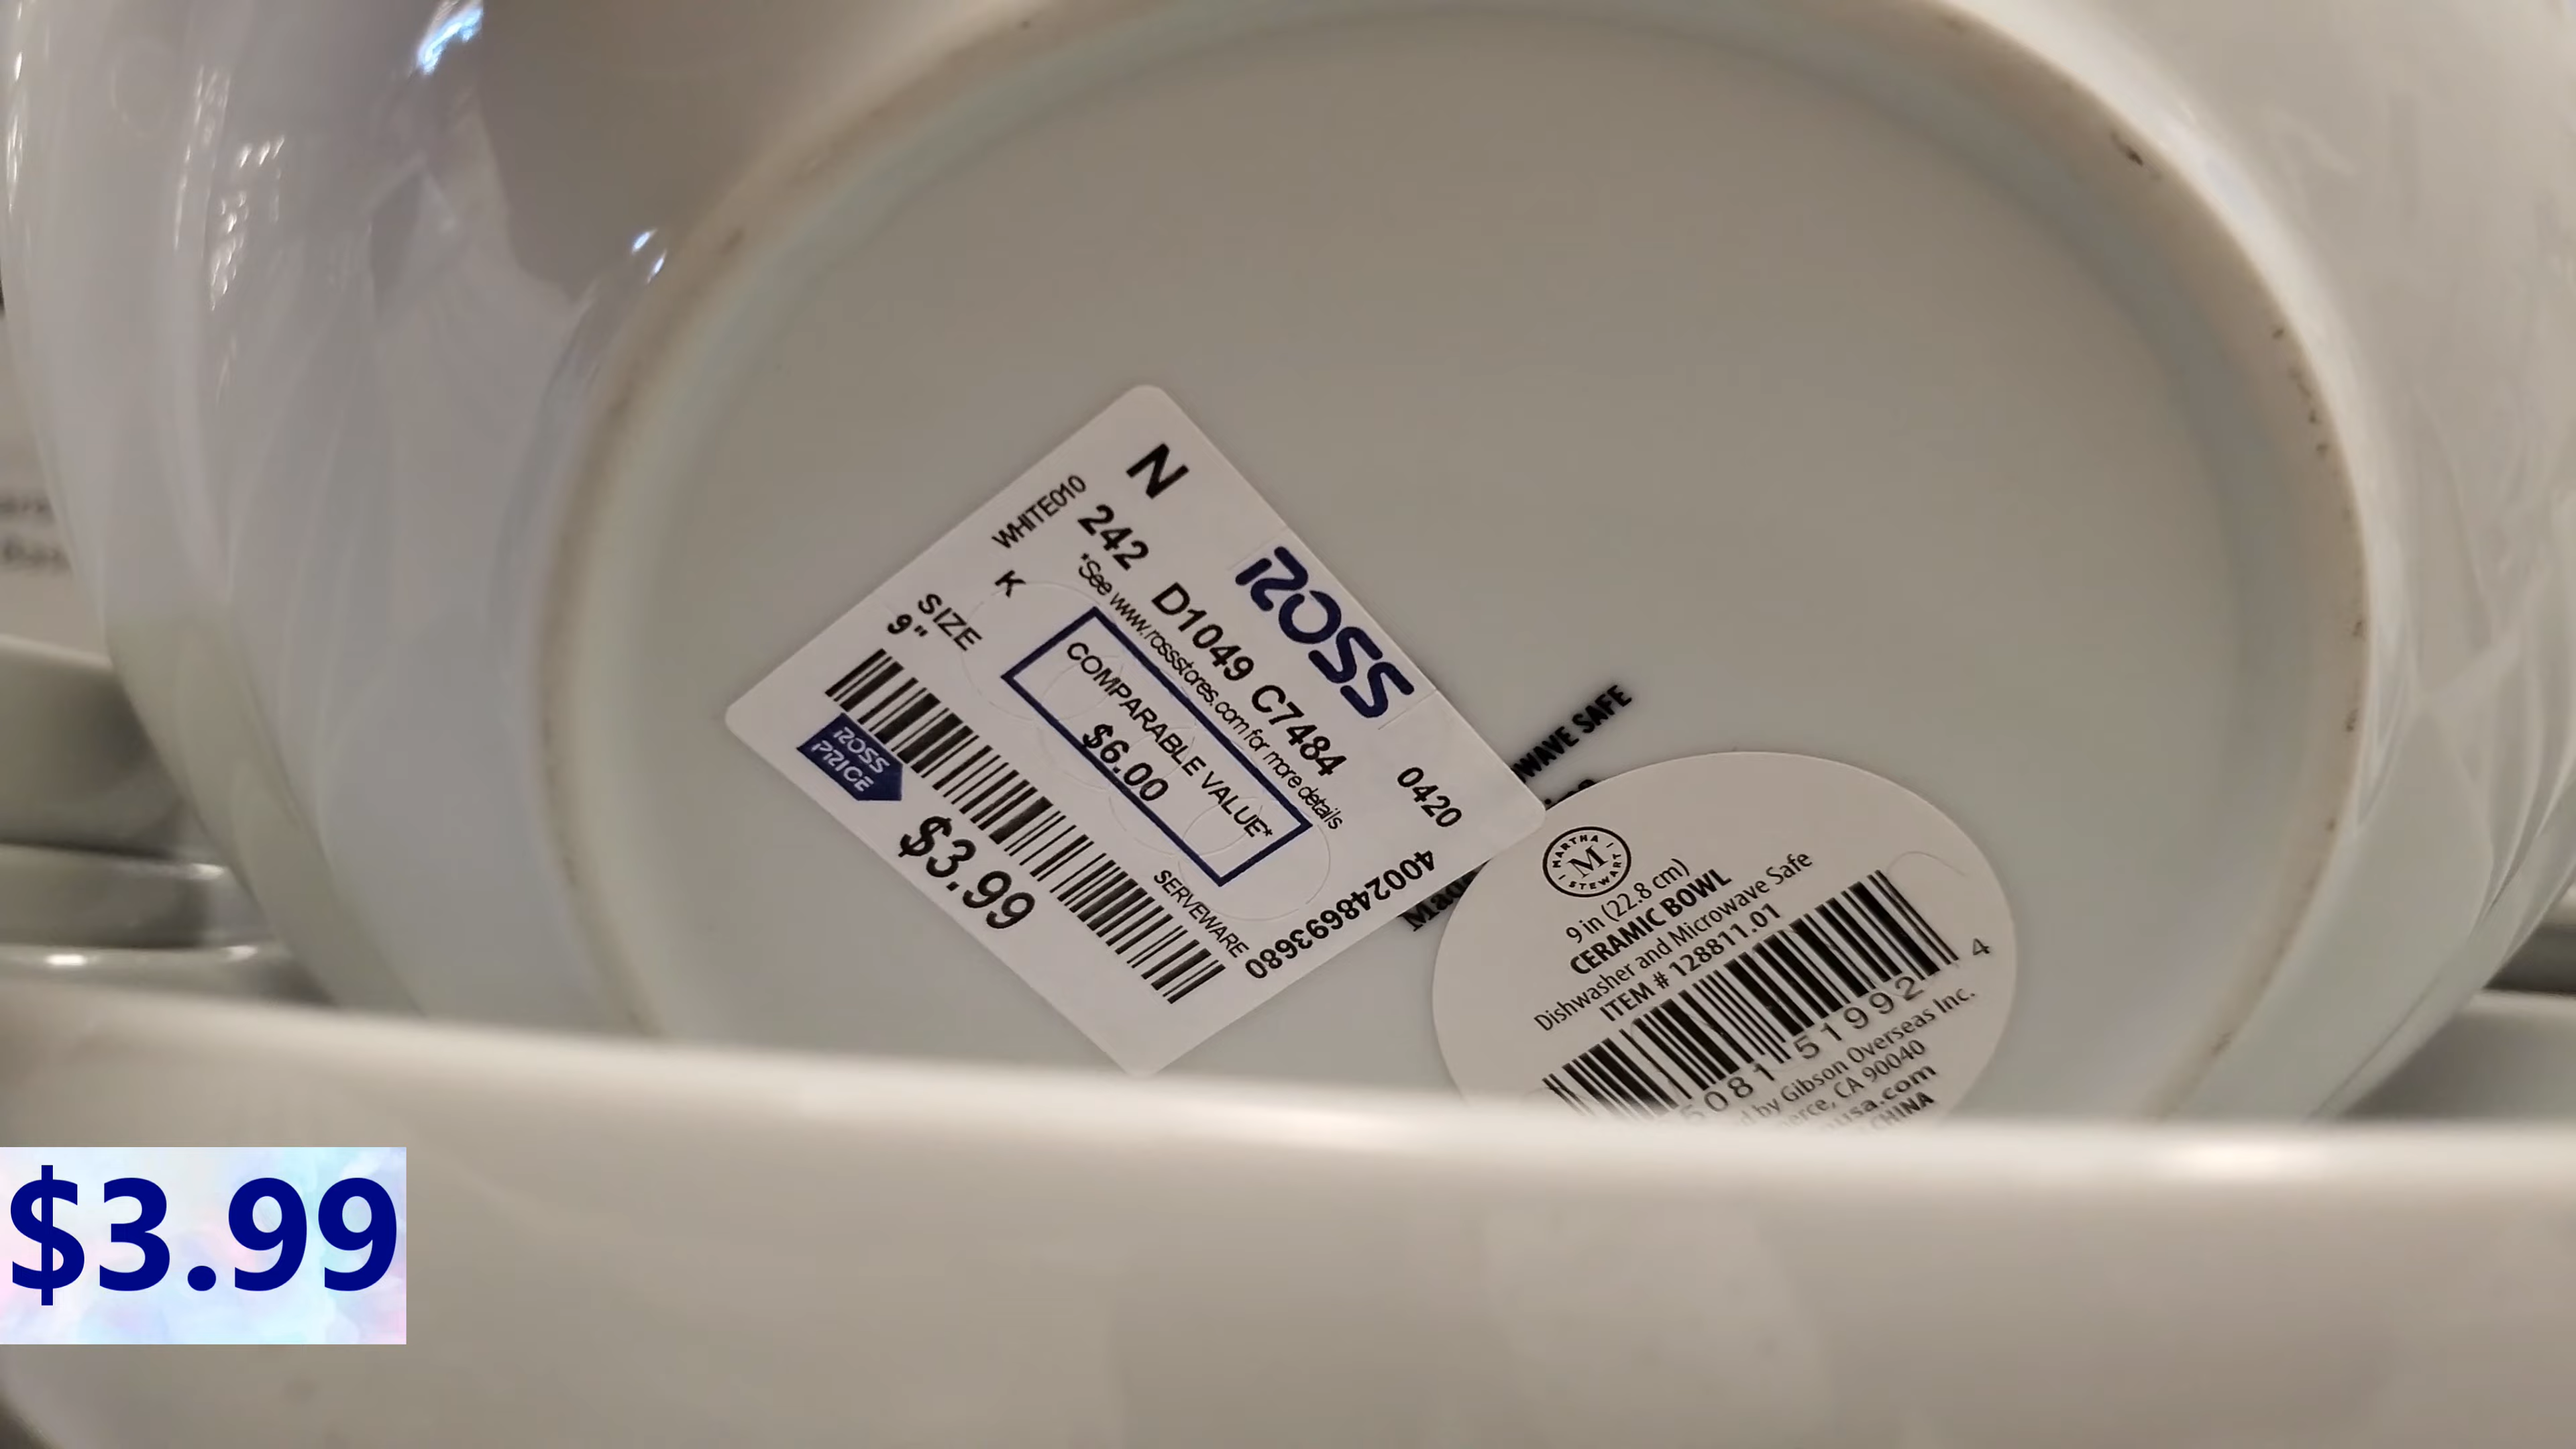 N
ROSS
0420
WHITE010
242 D1049 C7484
*See www.rossstores.com for more details
K
COMPARABLE VALUE*
$6.00
SIZE
9"
SERVEWARE
400248693680
ROSS
PRICE
$3.99
WAVE SAFE
MARTHA
M
STEWART
9 in (22.8 cm)
CERAMIC BOWL
Dishwasher and Microwave Safe
ITEM # 128811.01
5081 51992 4
by Gibson Overseas Inc.
CA 90040
CHINA
$3.99